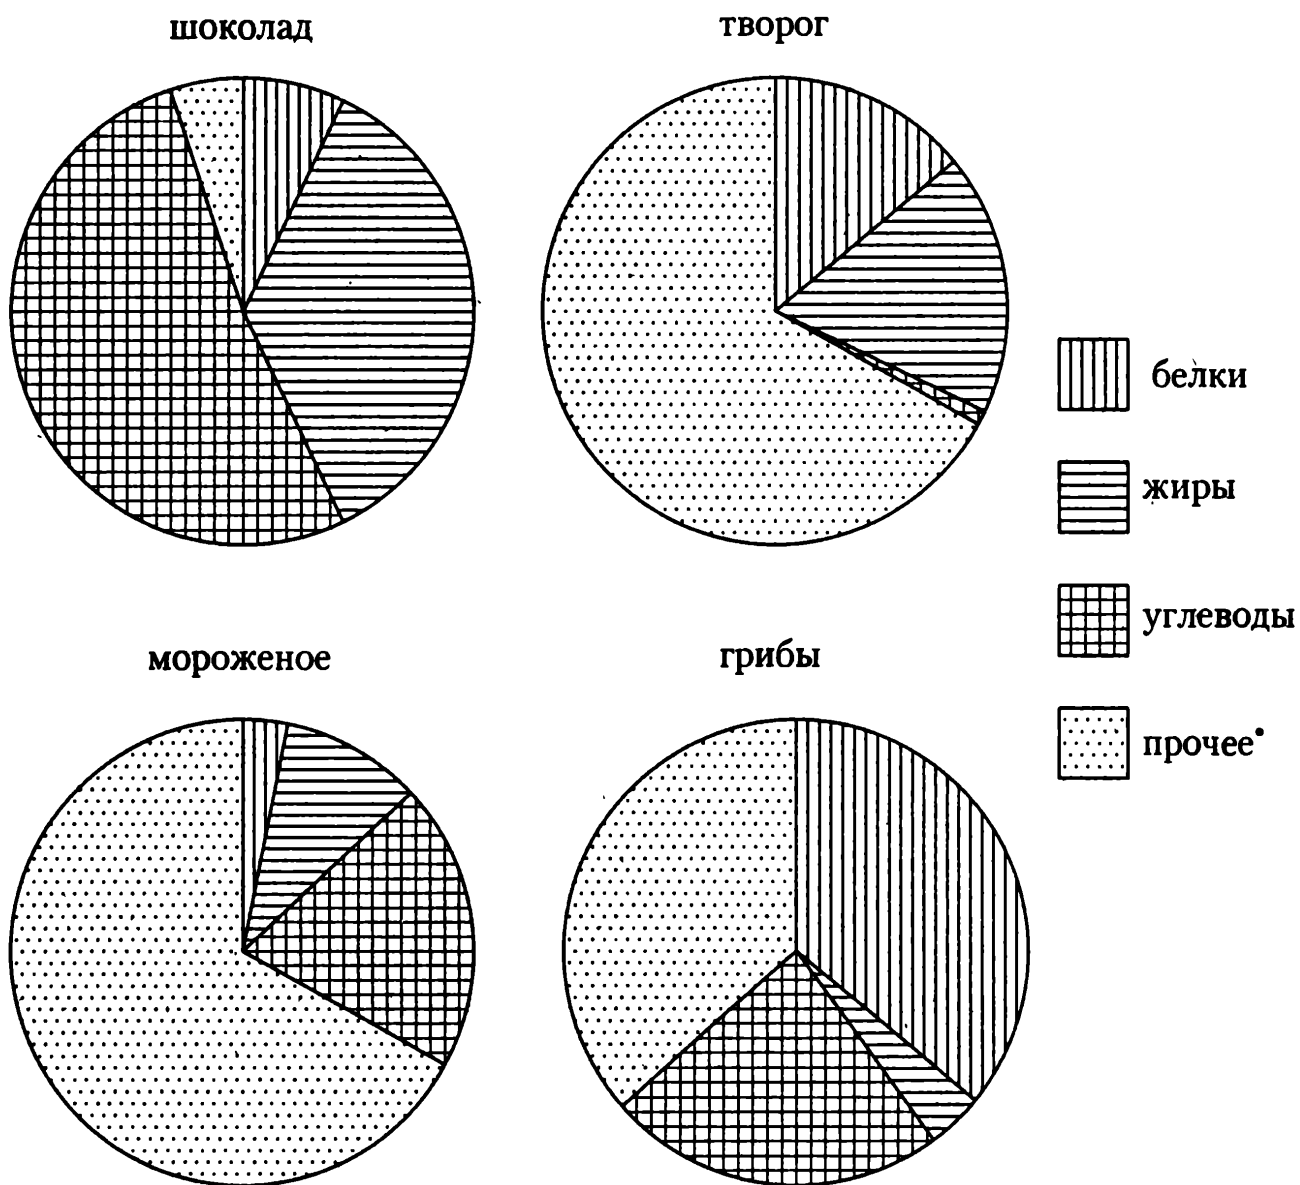 шоколад
творог
белки
жиры
углеводы
прочее*
мороженое
грибы